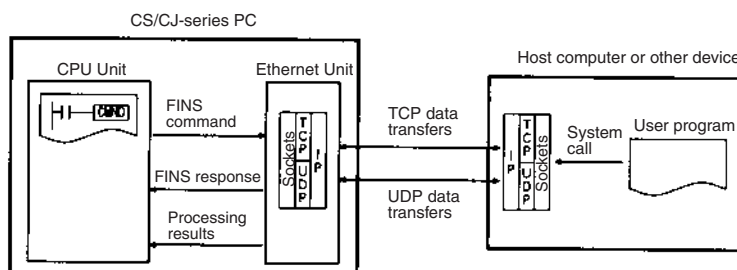 CS/CJ-series PC
CPU Unit
Ethernet Unit
Host computer or other device
CMND
FINS
command
FINS response
Processing
results
Sockets
TCP
UDP
IP
TCP data
transfers
UDP data
transfers
IP
TCP
UDP
Sockets
System
call
User program